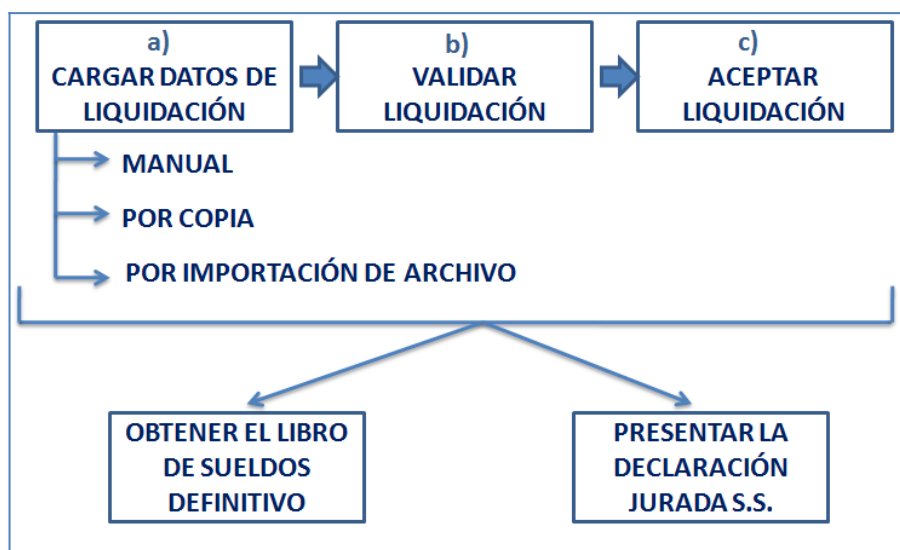 a)
CARGAR DATOS DE
LIQUIDACIÓN
b)
VALIDAR
LIQUIDACIÓN
c)
ACEPTAR
LIQUIDACIÓN
MANUAL
POR COPIA
POR IMPORTACIÓN DE ARCHIVO
OBTENER EL LIBRO
DE SUELDOS
DEFINITIVO
PRESENTAR LA
DECLARACIÓN
JURADA S.S.